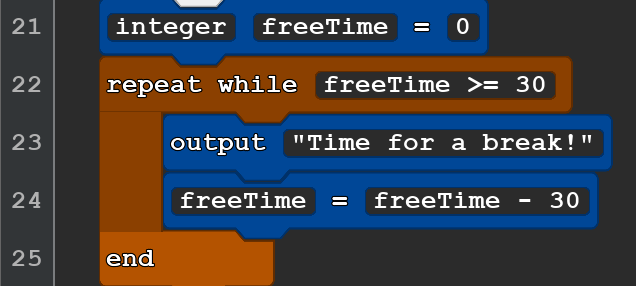 21 integer freeTime = 0
22 repeat while freeTime >= 30
23 output "Time for a break!"
24 freeTime = freeTime - 30
25 end